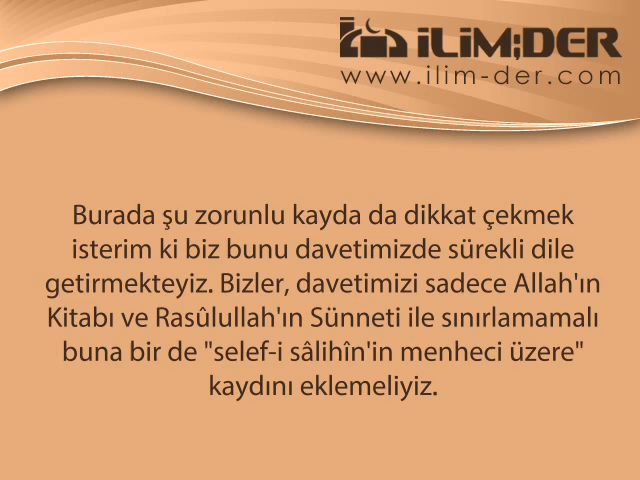 İLİM;DER
www.ilim-der.com
Burada şu zorunlu kayda da dikkat çekmek
isterim ki biz bunu davetimizde sürekli dile
getirmekteyiz. Bizler, davetimizi sadece Allah'ın
Kitabı ve Rasûlullah'ın Sünneti ile sınırlamamalı
buna bir de "selef-i sâlihîn'in menheci üzere"
kaydını eklemeliyiz.